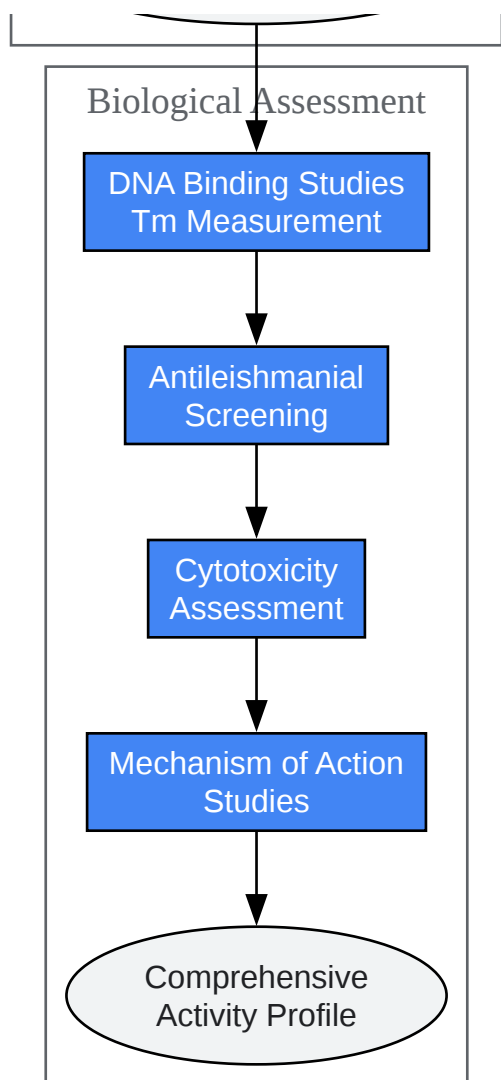 Biological Assessment
DNA Binding Studies
Tm Measurement
Antileishmanial
Screening
Cytotoxicity
Assessment
Mechanism of Action
Studies
Comprehensive
Activity Profile